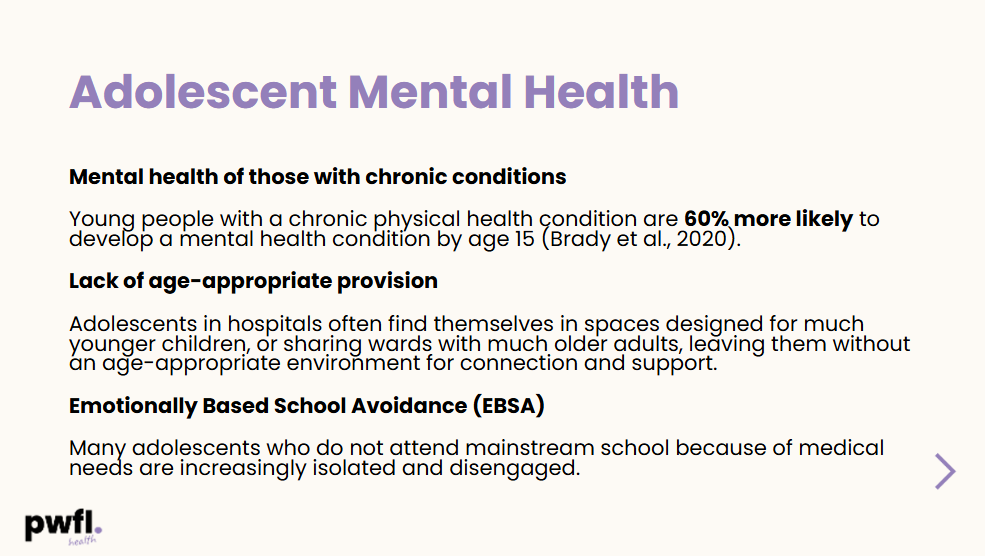 Adolescent Mental Health
Mental health of those with chronic conditions
Young people with a chronic physical health condition are 60% more likely to
develop a mental health condition by age 15 (Brady et al., 2020).
Lack of age-appropriate provision
Adolescents in hospitals often find themselves in spaces designed for much
younger children, or sharing wards with much older adults, leaving them without
an age-appropriate environment for connection and support.
Emotionally Based School Avoidance (EBSA)
Many adolescents who do not attend mainstream school because of medical
needs are increasingly isolated and disengaged.
pwfl.
health